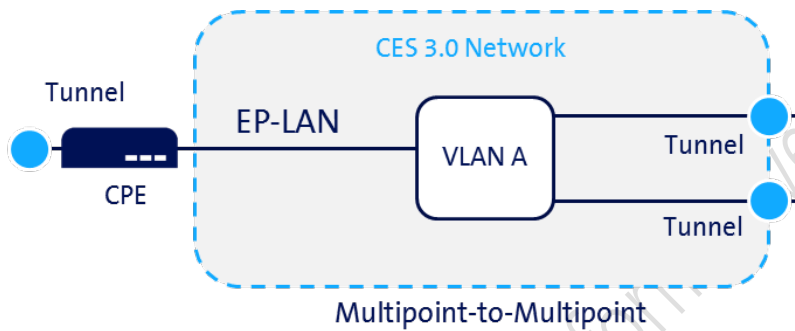 CES 3.0 Network
Tunnel
EP-LAN
VLAN A
Tunnel
CPE
Tunnel
Multipoint-to-Multipoint